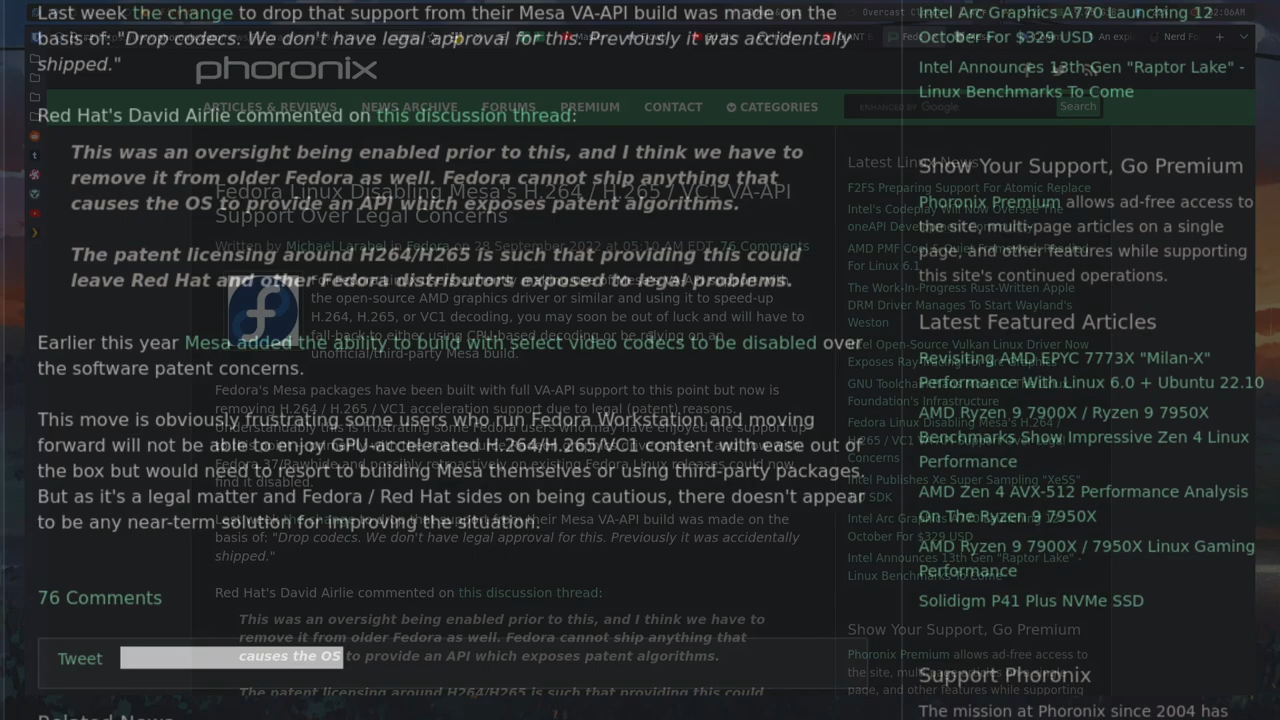 Last week the change to drop that support from their Mesa VA-API build was made on the
basis of: "Drop codecs. We don't have legal approval for this. Previously it was accidentally
shipped."
Red Hat's David Airlie commented on this discussion thread:
This was an oversight being enabled prior to this, and I think we have to
remove it from older Fedora as well. Fedora cannot ship anything that
causes the OS to provide an API which exposes patent algorithms.
The patent licensing around H264/H265 is such that providing this could
leave Red Hat and other Fedora distributors exposed to legal problems.
Earlier this year Mesa added the ability to build with select video codecs to be disabled over
the software patent concerns.
This move is obviously frustrating some users who run Fedora Workstation and moving
forward will not be able to enjoy GPU-accelerated H.264/H.265/VC1 content with ease out of
the box but would need to resort to building Mesa themselves or using third-party packages.
But as it's a legal matter and Fedora / Red Hat sides on being cautious, there doesn't appear
to be any near-term solution to improving the situation.
76 Comments
Tweet
Related News
Intel Arc Graphics A770 Launching 12
October For $329 USD
Intel Announces 13th Gen "Raptor Lake" -
Linux Benchmarks To Come
Show Your Support, Go Premium
Phoronix Premium allows ad-free access to
the site, multi-page articles on a single
page, and other features while supporting
this site's continued operations.
Latest Featured Articles
Revisiting AMD EPYC 7773X "Milan-X"
Performance With Linux 6.0 + Ubuntu 22.10
AMD Ryzen 9 7900X / Ryzen 9 7950X
Benchmarks Show Impressive Zen 4 Linux
Performance
AMD Zen 4 AVX-512 Performance Analysis
On The Ryzen 9 7950X
AMD Ryzen 9 7900X / 7950X Linux Gaming
Performance
Solidigm P41 Plus NVMe SSD
Support Phoronix
The mission at Phoronix since 2004 has
phoronix
ARTICLES & REVIEWS NEWS ARCHIVE FORUMS PREMIUM CONTACT CATEGORIES
ENHANCED BY Google Search
Fedora Linux Disabling Mesa's H.264 / H.265 / VC1 VA-API
Support Over Legal Concerns
Written by Michael Larabel in Fedora on 28 September 2022 at 05:10 AM EDT. 76 Comments
the open-source AMD graphics driver or similar and using it to speed-up
H.264, H.265, or VC1 decoding, you may soon be out of luck and will have to
fall-back to either using CPU-based decoding or be relying on an
unofficial/third-party Mesa build.
Fedora's Mesa packages have been built with full VA-API support to this point but now is
removing H.264 / H.265 / VC1 acceleration support due to legal (patent) reasons.
Fedora 37/Rawhide and possibly retroactively on existing Fedora Linux releases could now
find it disabled.
Last week the change to drop that support from their Mesa VA-API build was made on the
basis of: "Drop codecs. We don't have legal approval for this. Previously it was accidentally
shipped."
Red Hat's David Airlie commented on this discussion thread:
This was an oversight being enabled prior to this, and I think we have to
remove it from older Fedora as well. Fedora cannot ship anything that
causes the OS to provide an API which exposes patent algorithms.
The patent licensing around H264/H265 is such that providing this could
Latest Linux News
F2FS Preparing Support For Atomic Replace
Intel's Codeplay Will Now Oversee The
oneAPI Development
For Linux 6.1
The Work-In-Progress Rust-Written Apple
DRM Driver Manages To Start Wayland's
Weston
Intel Open-Source Vulkan Linux Driver Now
Foundation's Infrastructure
Concerns
Intel Publishes Xe Super Sampling "XeSS"
SDK
Intel Arc Graphics A770 Launching 12
October For $329 USD
Intel Announces 13th Gen "Raptor Lake" -
Linux Benchmarks To Come
Show Your Support, Go Premium
Phoronix Premium allows ad-free access to
the site, multi-page articles on a single
page, and other features while supporting